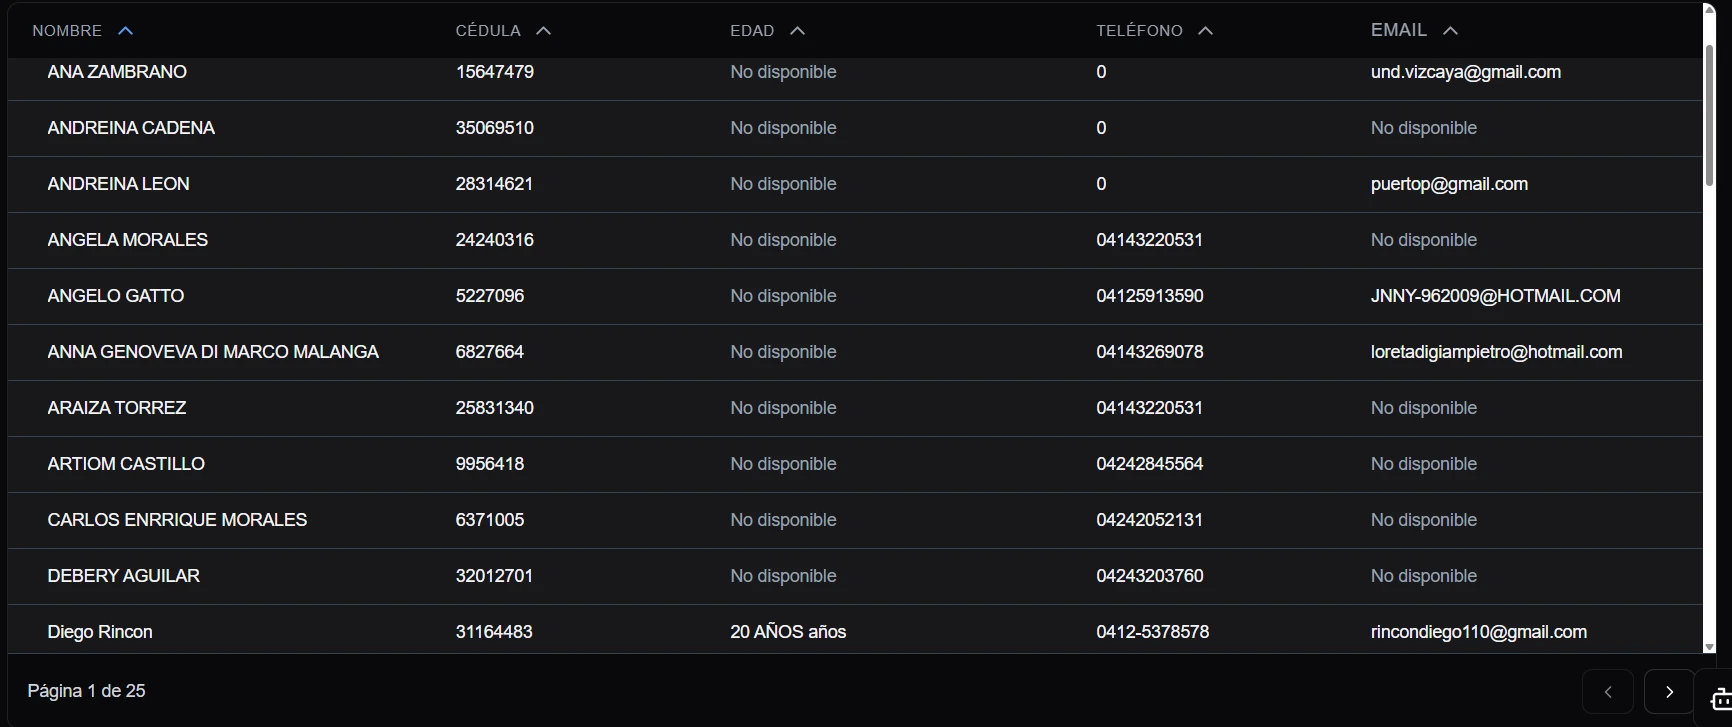 NOMBRE CÉDULA EDAD TELÉFONO EMAIL
ANA ZAMBRANO 15647479 No disponible 0 und.vizcaya@gmail.com
ANDREINA CADENA 35069510 No disponible 0 No disponible
ANDREINA LEON 28314621 No disponible 0 puertop@gmail.com
ANGELA MORALES 24240316 No disponible 04143220531 No disponible
ANGELO GATTO 5227096 No disponible 04125913590 JNNY-962009@HOTMAIL.COM
ANNA GENOVEVA DI MARCO MALANGA 6827664 No disponible 04143269078 loretadigiampietro@hotmail.com
ARAIZA TORREZ 25831340 No disponible 04143220531 No disponible
ARTIOM CASTILLO 9956418 No disponible 04242845564 No disponible
CARLOS ENRRIQUE MORALES 6371005 No disponible 04242052131 No disponible
DEBERY AGUILAR 32012701 No disponible 04243203760 No disponible
Diego Rincon 31164483 20 AÑOS años 0412-5378578 rincondiego110@gmail.com
Página 1 de 25